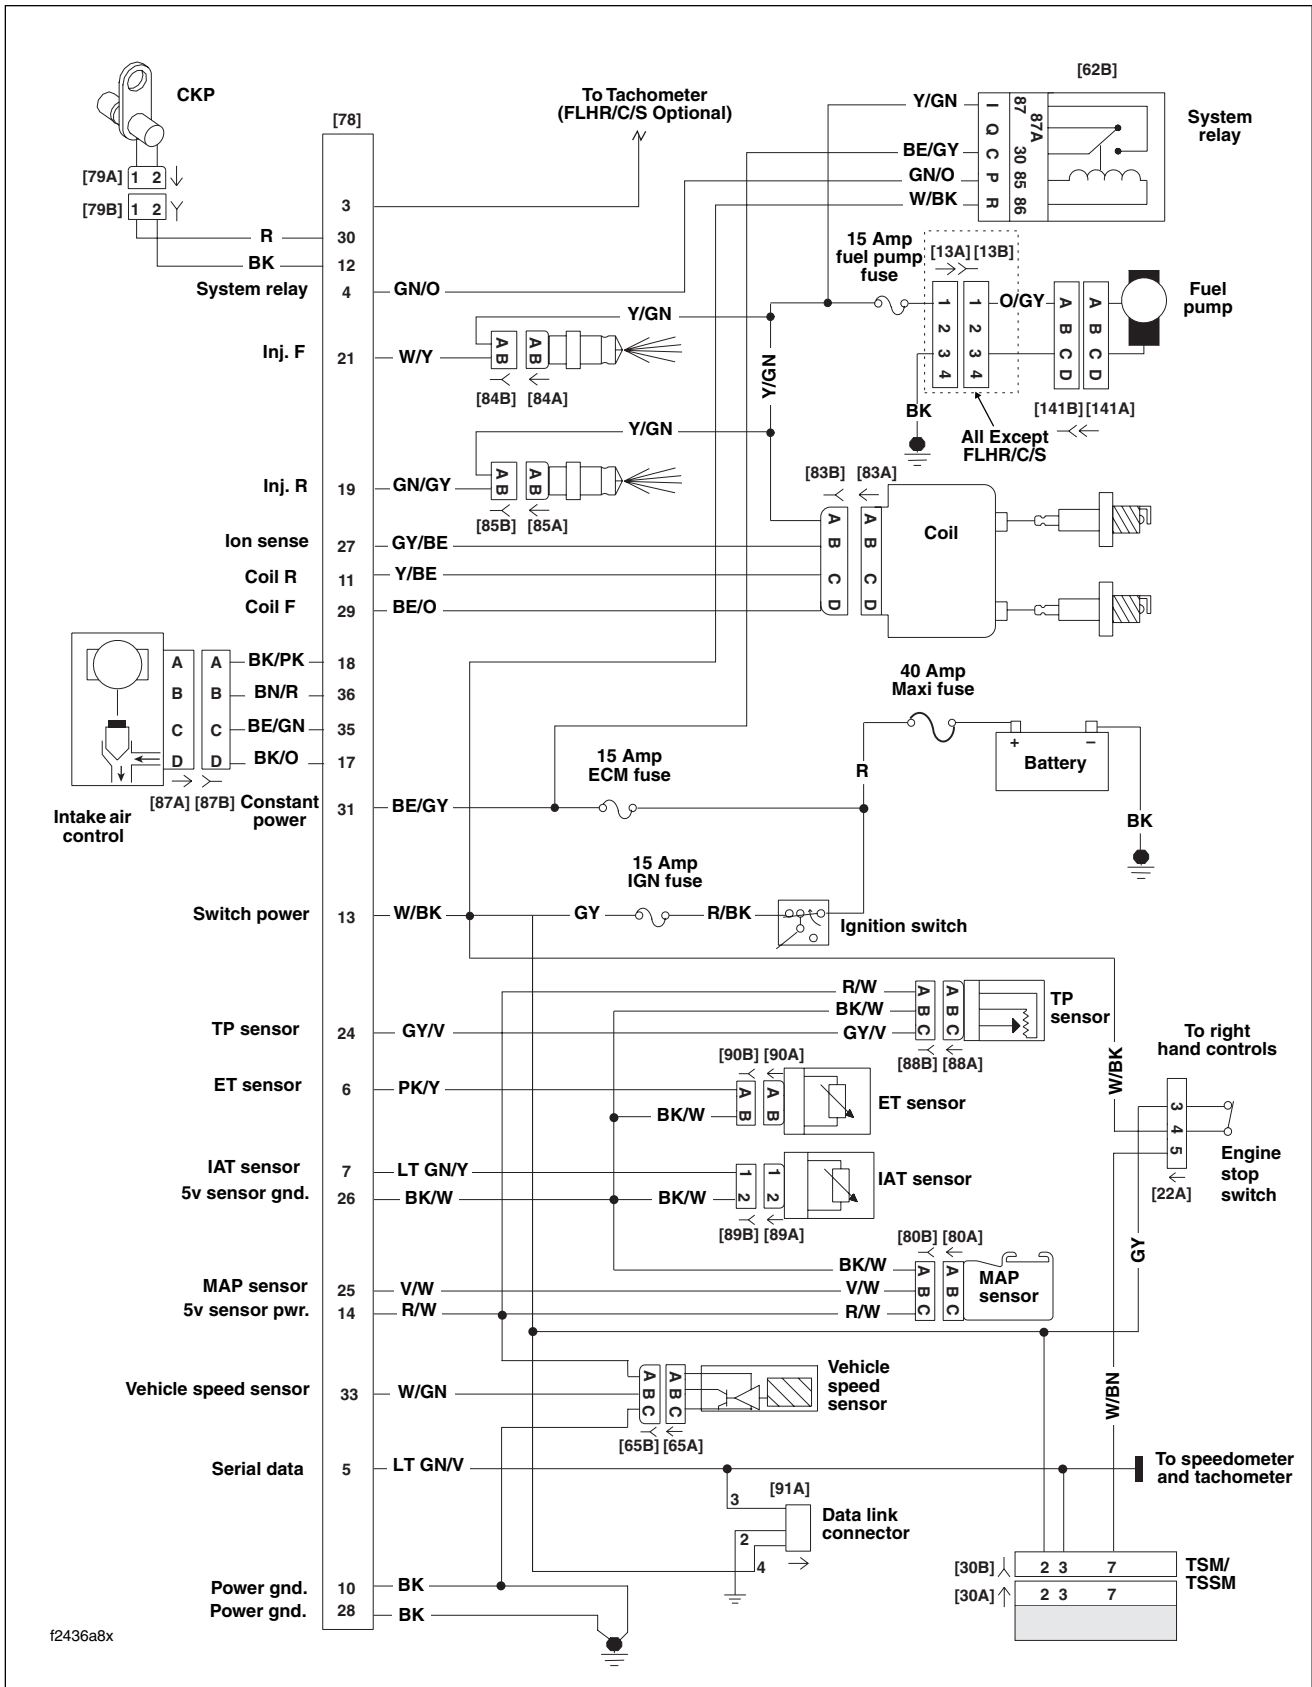 CKP
[79A] 1 2
[79B] 1 2
[78]
To Tachometer
(FLHR/C/S Optional)
[62B]
System
relay
Y/GN I 87
Q 87A
BE/GY C 30
GN/O P 85
W/BK R 86
3
R 30
BK 12
System relay 4 GN/O
15 Amp
fuel pump
fuse
[13A] [13B]
1 1 O/GY A A
2 2 B B
3 3 C C
4 4 D D
Fuel
pump
[141B] [141A]
BK
All Except
FLHR/C/S
Y/GN
Y/GN
Inj. F 21 W/Y
A B A B
[84B] [84A]
Y/GN
Inj. R 19 GN/GY
A B A B
[85B] [85A]
[83B] [83A]
A A
B B
C C
D D
Coil
Ion sense 27 GY/BE
Coil R 11 Y/BE
Coil F 29 BE/O
A A BK/PK 18
B B BN/R 36
C C BE/GN 35
D D BK/O 17
[87A] [87B]
Intake air
control
40 Amp
Maxi fuse
+ –
Battery
R
BK
15 Amp
ECM fuse
Constant
power 31 BE/GY
15 Amp
IGN fuse
Switch power 13 W/BK GY R/BK
Ignition switch
R/W A A
BK/W B B
GY/V C C
TP
sensor
[88B] [88A]
TP sensor 24 GY/V
[90B] [90A]
ET sensor 6 PK/Y A A
BK/W B B
ET sensor
IAT sensor 7 LT GN/Y 1 1
5v sensor gnd. 26 BK/W BK/W 2 2
IAT sensor
[89B] [89A]
To right
hand controls
W/BK
3
4
5
[22A]
Engine
stop
switch
GY
[80B] [80A]
BK/W A A
MAP sensor 25 V/W V/W B B
5v sensor pwr. 14 R/W R/W C C
MAP
sensor
Vehicle speed sensor 33 W/GN
A A
B B
C C
[65B] [65A]
Vehicle
speed
sensor
W/BN
Serial data 5 LT GN/V
To speedometer
and tachometer
[91A]
3
2
4
Data link
connector
Power gnd. 10 BK
Power gnd. 28 BK
[30B] 2 3 7
[30A] 2 3 7
TSM/
TSSM
f2436a8x